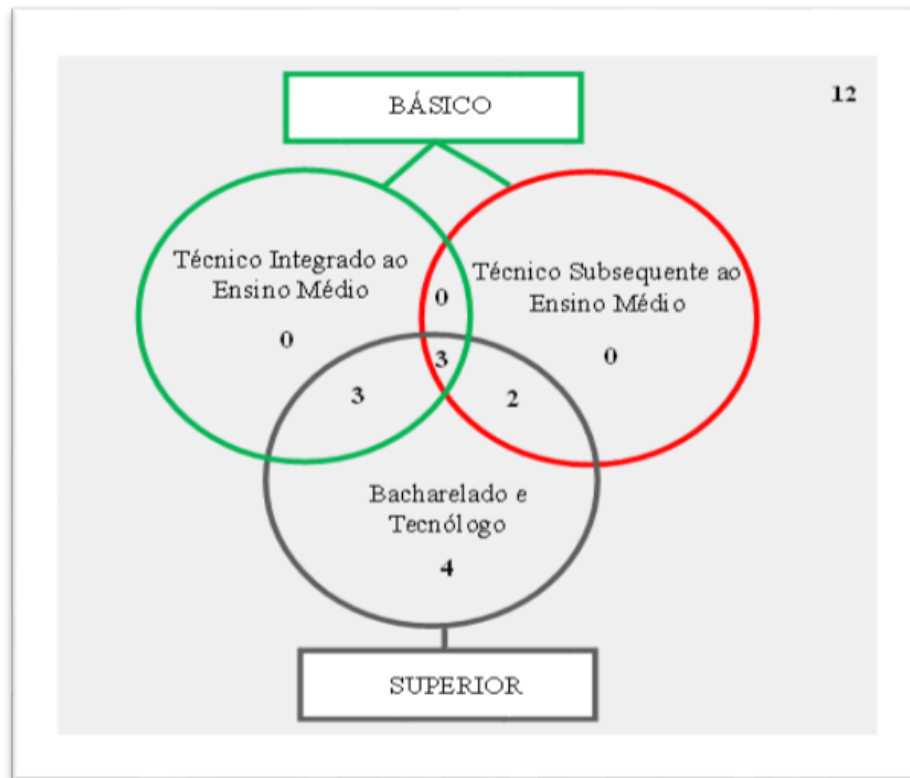 BÁSICO
12
Técnico Integrado ao
Ensino Médio
0
0
Técnico Subsequente ao
Ensino Médio
0
3
3
2
Bacharelado e
Tecnólogo
4
SUPERIOR